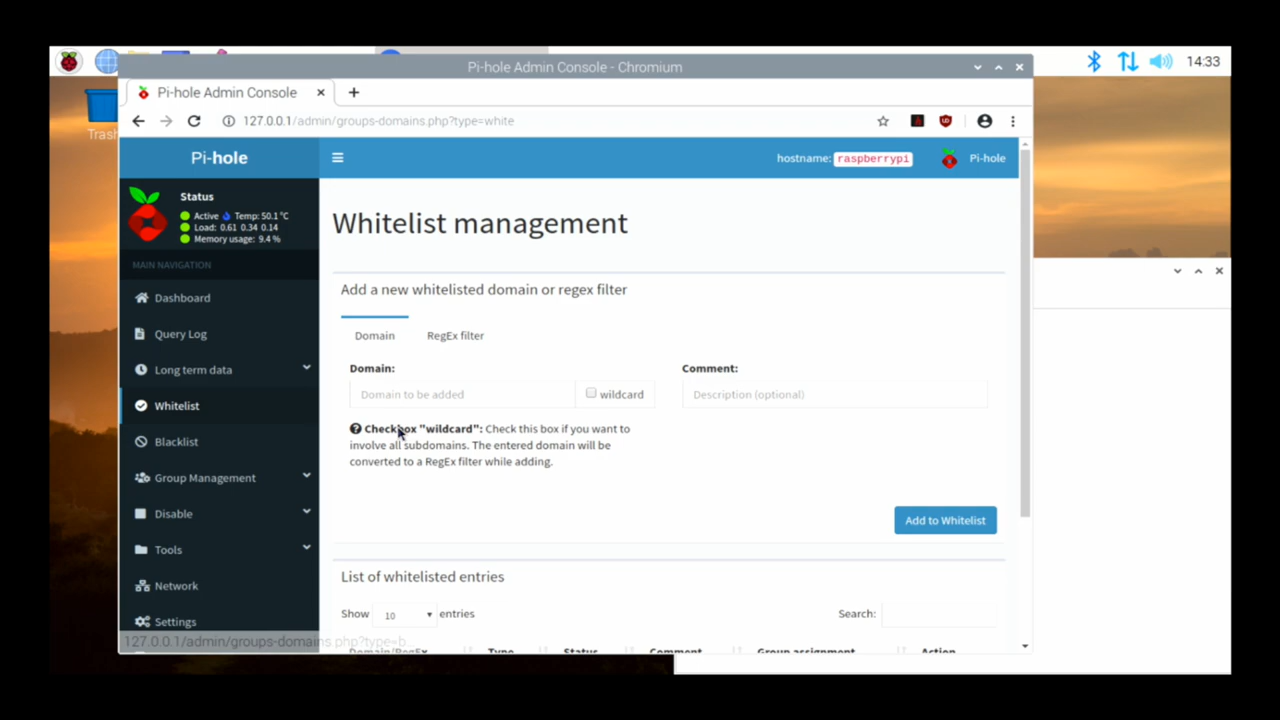 Pi-hole Admin Console - Chromium
14:33
Pi-hole Admin Console
Trash
127.0.0.1/admin/groups-domains.php?type=white
Pi-hole
hostname: raspberrypi
Pi-hole
Status
Active Temp: 50.1 °C
Load: 0.61 0.34 0.14
Memory usage: 9.4 %
MAIN NAVIGATION
Dashboard
Query Log
Long term data
Whitelist
Blacklist
Group Management
Disable
Tools
Network
Settings
127.0.0.1/admin/groups-domains.php?type=b...
Whitelist management
Add a new whitelisted domain or regex filter
Domain
RegEx filter
Domain:
Comment:
Domain to be added
wildcard
Description (optional)
Checkbox "wildcard": Check this box if you want to
involve all subdomains. The entered domain will be
converted to a RegEx filter while adding.
Add to Whitelist
List of whitelisted entries
Show 10 entries
Search:
Domain/RegEx Type Status Comment Group assignment Action